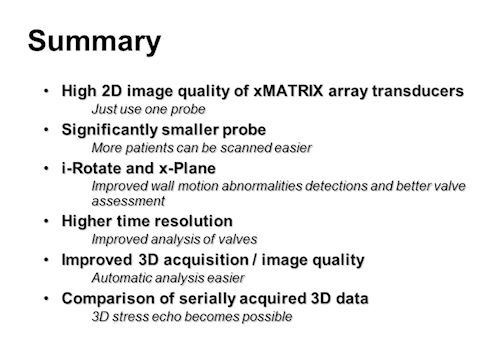 Summary
• High 2D image quality of xMATRIX array transducers
Just use one probe
• Significantly smaller probe
More patients can be scanned easier
• i-Rotate and x-Plane
Improved wall motion abnormalities detections and better valve
assessment
• Higher time resolution
Improved analysis of valves
• Improved 3D acquisition / image quality
Automatic analysis easier
• Comparison of serially acquired 3D data
3D stress echo becomes possible